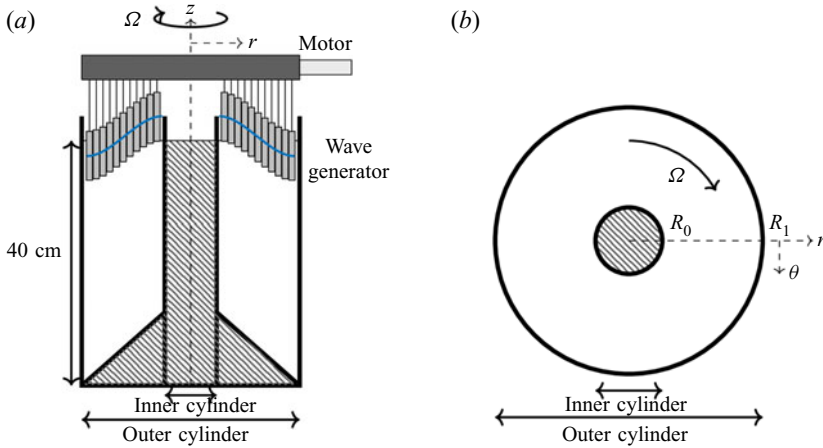 (a)
Ω
z
r
Motor
Wave
generator
40 cm
Inner cylinder
Outer cylinder
(b)
Ω
R0
R1
r
θ
Inner cylinder
Outer cylinder